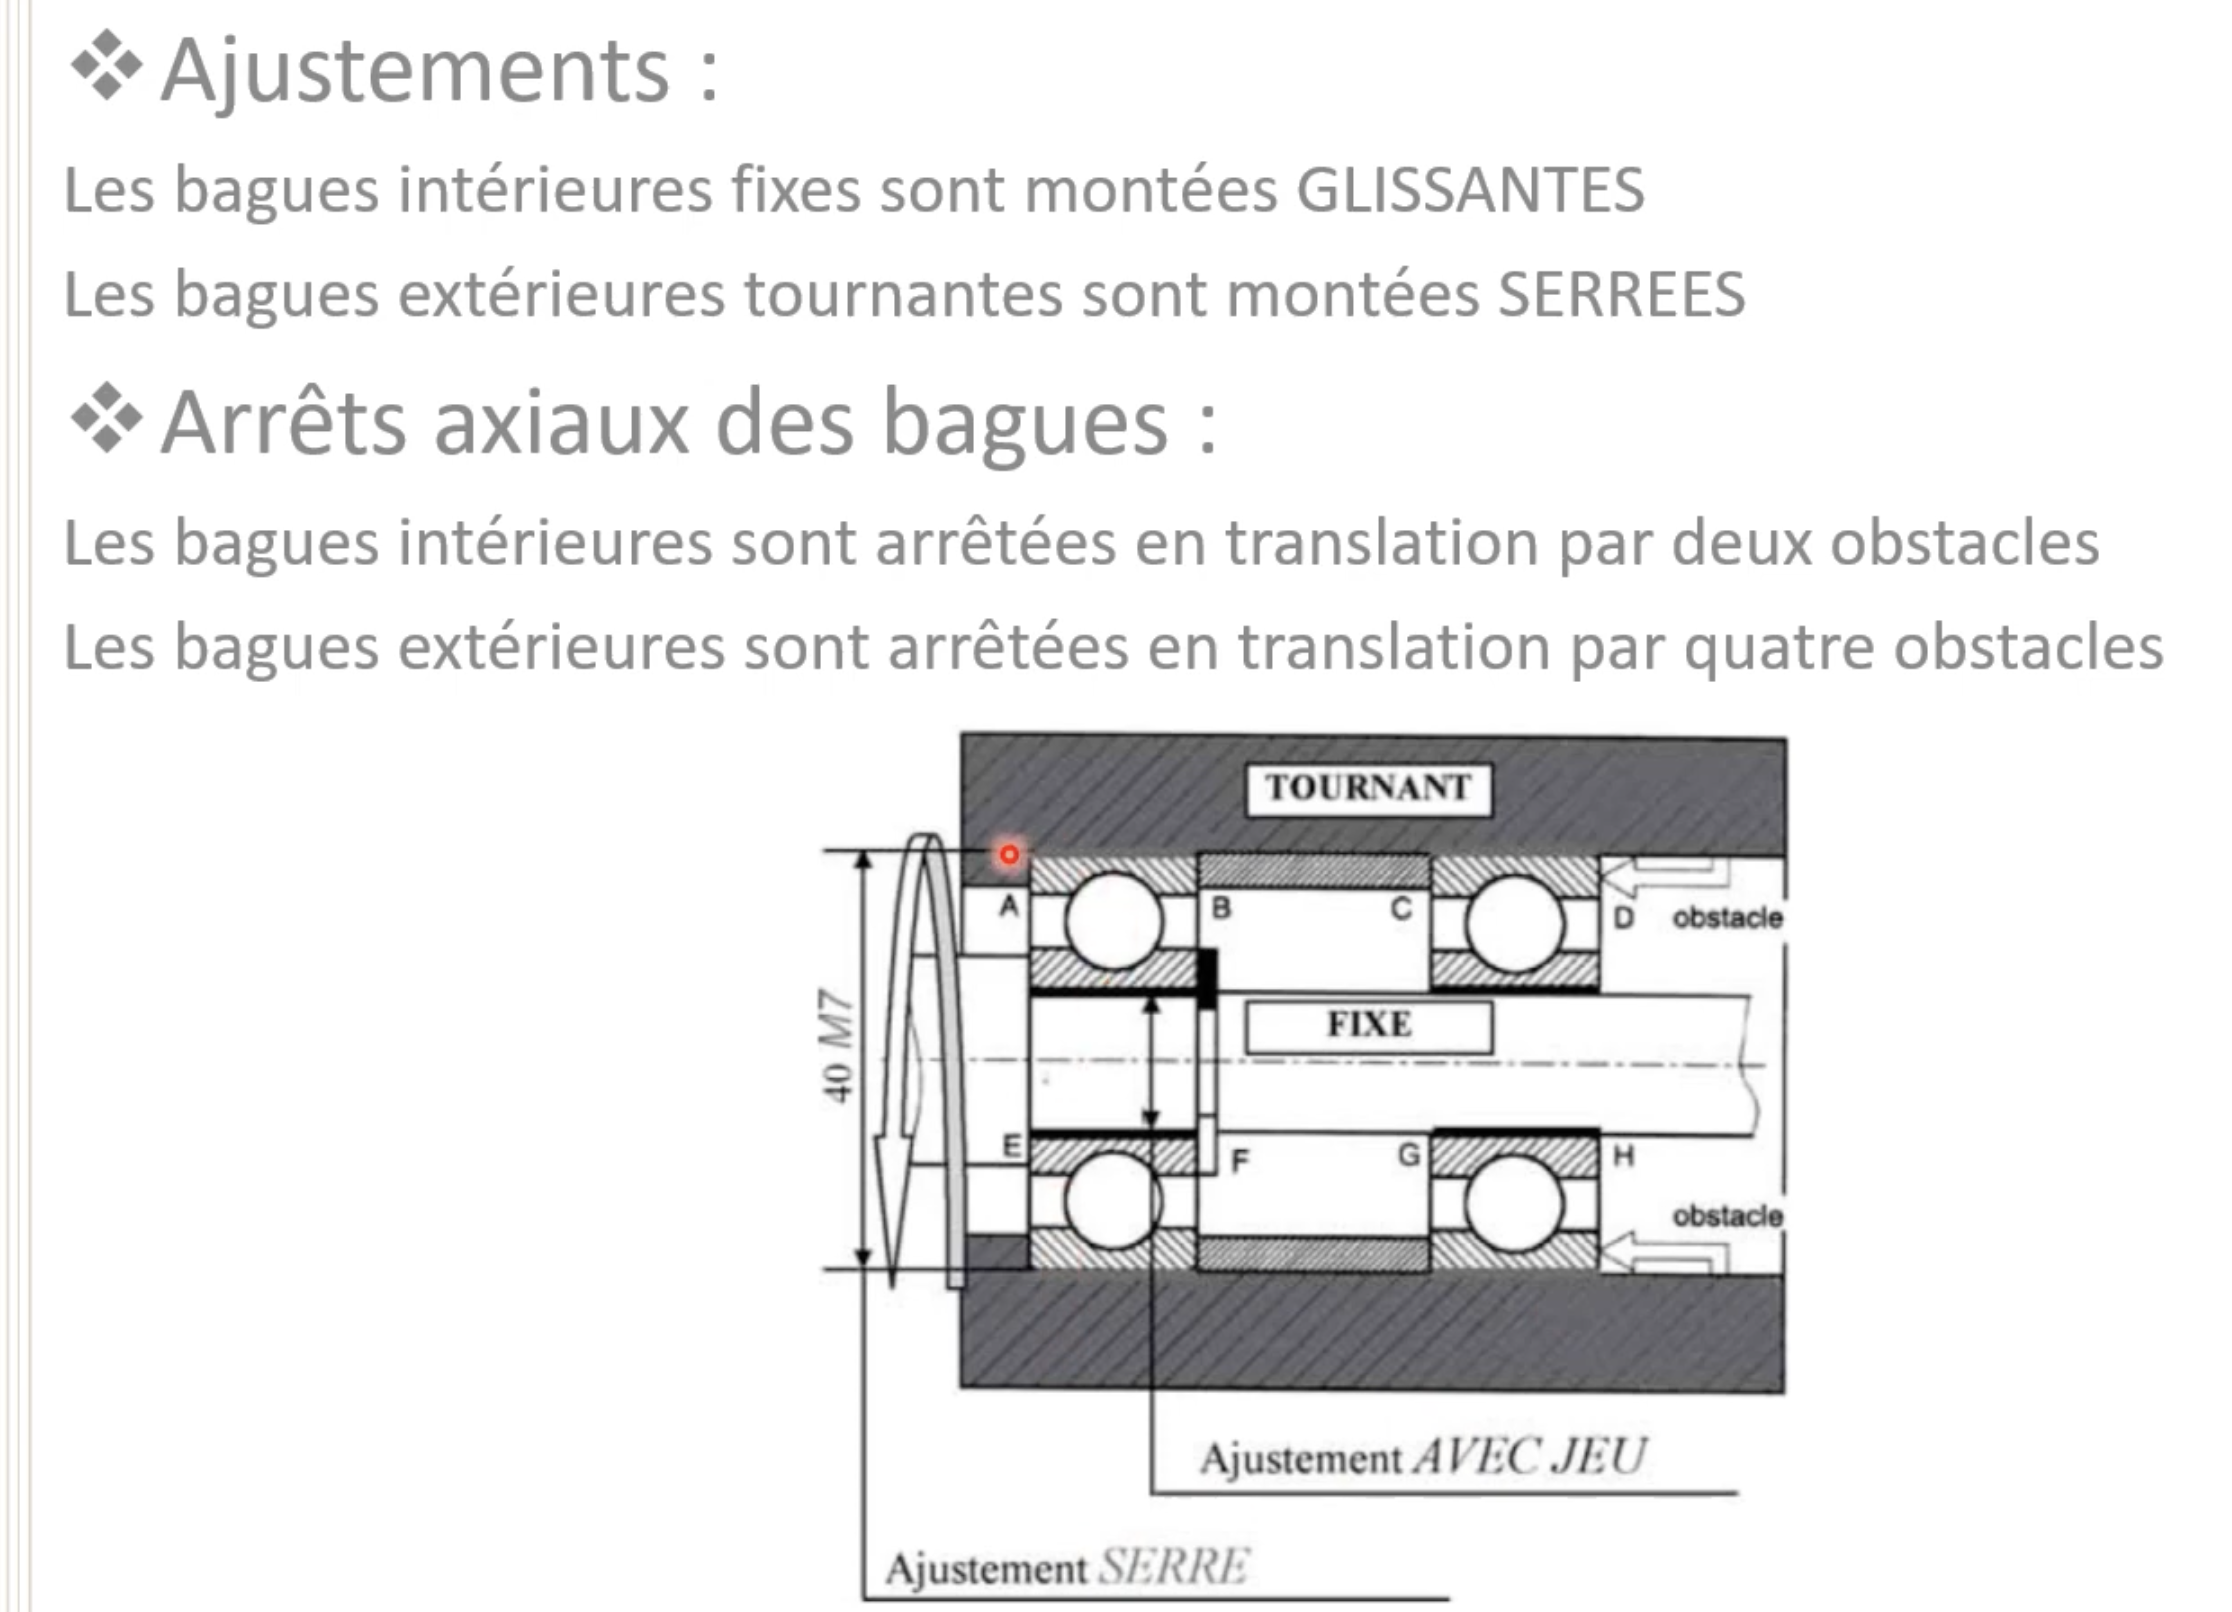 Ajustements :
Les bagues intérieures fixes sont montées GLISSANTES
Les bagues extérieures tournantes sont montées SERREES
Arrêts axiaux des bagues :
Les bagues intérieures sont arrêtées en translation par deux obstacles
Les bagues extérieures sont arrêtées en translation par quatre obstacles
TOURNANT
A
B
C
D
obstacle
40 M7
FIXE
E
F
G
H
obstacle
Ajustement AVEC JEU
Ajustement SERRE